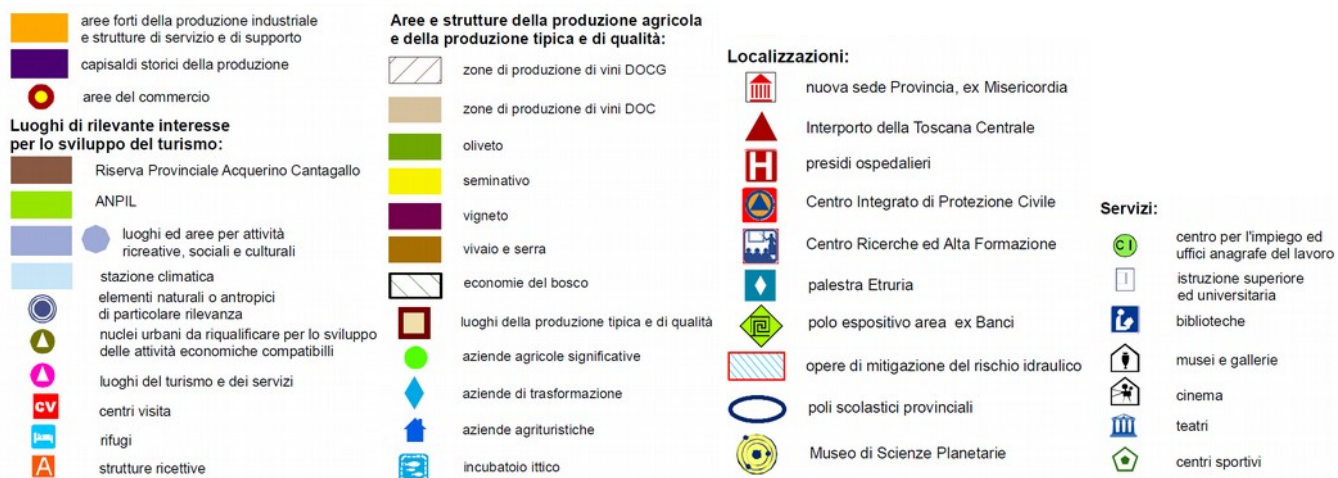 aree forti della produzione industriale
e strutture di servizio e di supporto
capisaldi storici della produzione
aree del commercio
Luoghi di rilevante interesse
per lo sviluppo del turismo:
Riserva Provinciale Acquerino Cantagallo
ANPIL
luoghi ed aree per attività
ricreative, sociali e culturali
stazione climatica
elementi naturali o antropici
di particolare rilevanza
nuclei urbani da riqualificare per lo sviluppo
delle attività economiche compatibilli
luoghi del turismo e dei servizi
CV
centri visita
rifugi
A
strutture ricettive
Aree e strutture della produzione agricola
e della produzione tipica e di qualità:
zone di produzione di vini DOCG
zone di produzione di vini DOC
oliveto
seminativo
vigneto
vivaio e serra
economie del bosco
luoghi della produzione tipica e di qualità
aziende agricole significative
aziende di trasformazione
aziende agrituristiche
incubatoio ittico
Localizzazioni:
nuova sede Provincia, ex Misericordia
Interporto della Toscana Centrale
H
presidi ospedalieri
Centro Integrato di Protezione Civile
Centro Ricerche ed Alta Formazione
palestra Etruria
polo espositivo area ex Banci
opere di mitigazione del rischio idraulico
poli scolastici provinciali
Museo di Scienze Planetarie
Servizi:
CI
centro per l'impiego ed
uffici anagrafe del lavoro
I
istruzione superiore
ed universitaria
biblioteche
musei e gallerie
cinema
teatri
centri sportivi